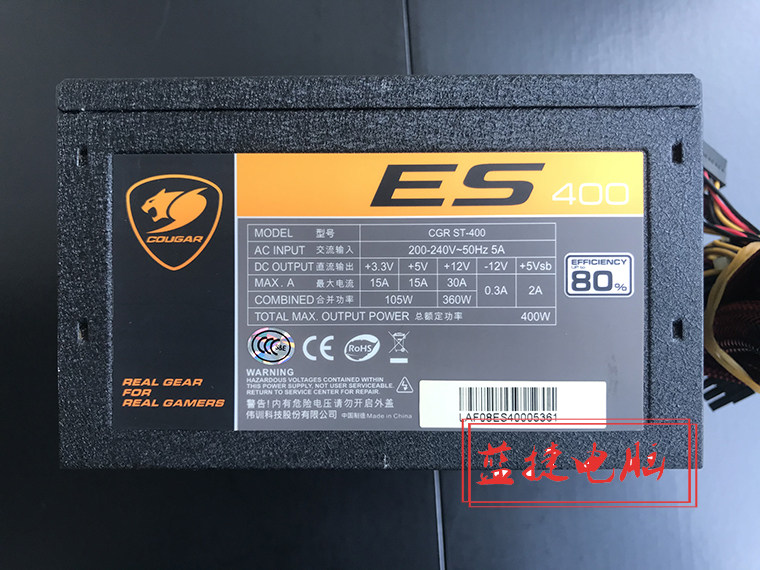 ES 400
COUGAR
MODEL 型号 CGR ST-400
AC INPUT 交流输入 200-240V~50Hz 5A
DC OUTPUT 直流输出 +3.3V +5V +12V -12V +5Vsb
MAX. A 最大电流 15A 15A 30A 0.3A 2A
COMBINED 合并功率 105W 360W
TOTAL MAX. OUTPUT POWER 总额定功率 400W
EFFICIENCY
UP TO
80%
CCC S&E CE RoHS
WARNING
HAZARDOUS VOLTAGES CONTAINED WITHIN
THIS POWER SUPPLY, NOT USER SERVICEABLE.
RETURN TO SERVICE CENTER FOR REPAIR.
警告!内有危险电压请勿开启外盖
伟训科技股份有限公司 中国制造 Made in China
REAL GEAR
FOR
REAL GAMERS
LAF08ES40005361
蓝捷电脑